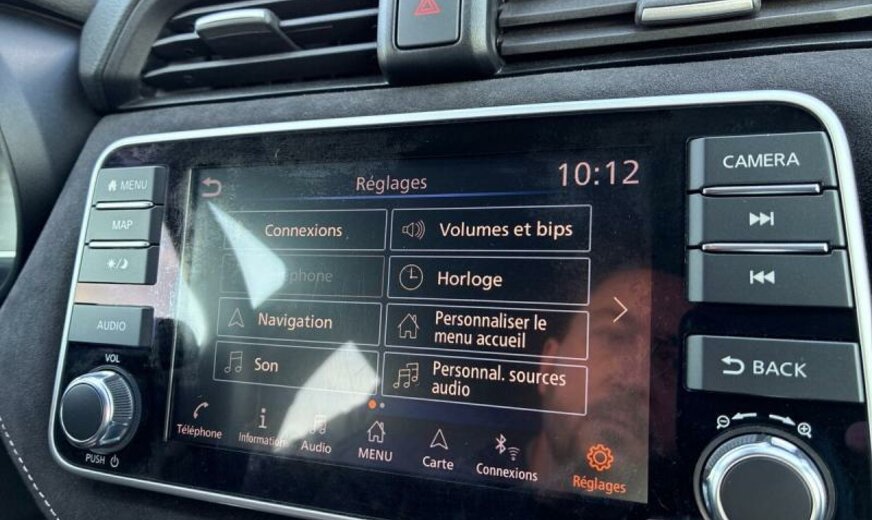 MENU
MAP
AUDIO
VOL
PUSH
Réglages
10:12
Connexions
Volumes et bips
Téléphone
Horloge
Navigation
Personnaliser le
menu accueil
Son
Personnal. sources
audio
Téléphone
Information
Audio
MENU
Carte
Connexions
Réglages
CAMERA
BACK